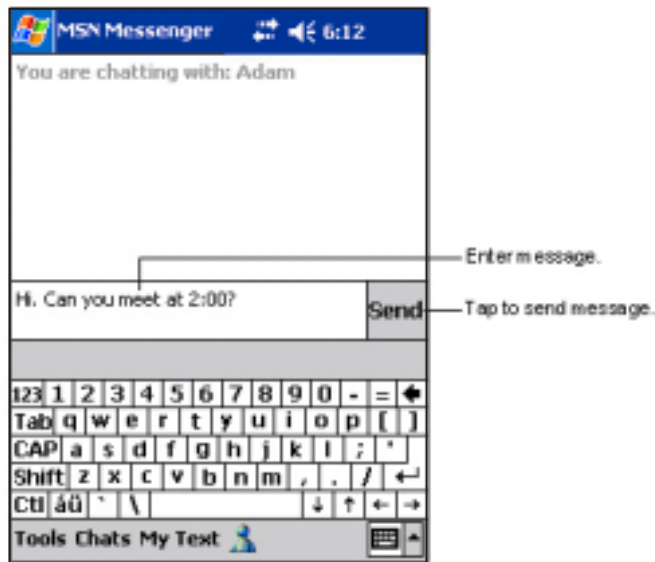 MSN Messenger 6:12
You are chatting with: Adam
Enter message.
Hi. Can you meet at 2:00?
Send
Tap to send message.
123 1 2 3 4 5 6 7 8 9 0 - = ←
Tab q w e r t y u i o p [ ]
CAP a s d f g h j k l ; '
Shift z x c v b n m , . / ↵
Ctl áü ` \ ↓ ↑ ← →
Tools Chats My Text